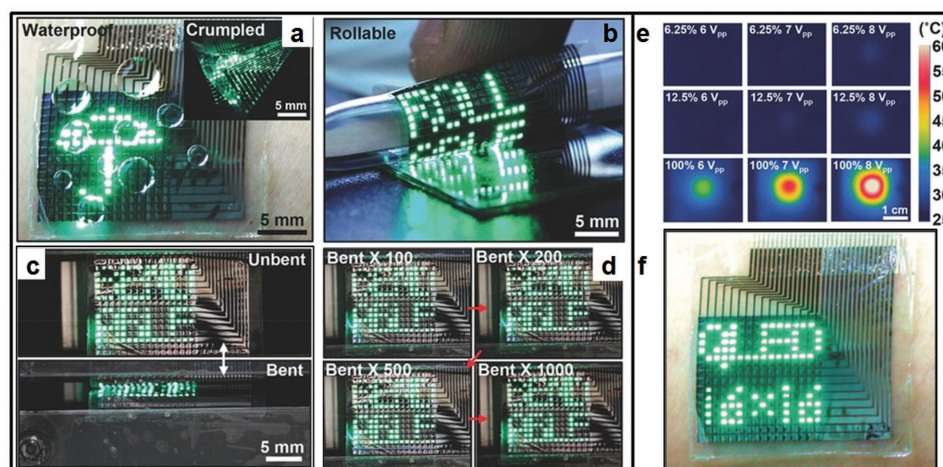 Waterproof
a
Crumpled
5 mm
5 mm
Rollable
b
5 mm
c
Unbent
Bent
5 mm
d
Bent X 100
Bent X 200
Bent X 500
Bent X 1000
e
6.25% 6 Vpp
6.25% 7 Vpp
6.25% 8 Vpp
12.5% 6 Vpp
12.5% 7 Vpp
12.5% 8 Vpp
100% 6 Vpp
100% 7 Vpp
100% 8 Vpp
1 cm
(°C)
f
QLED
16×16